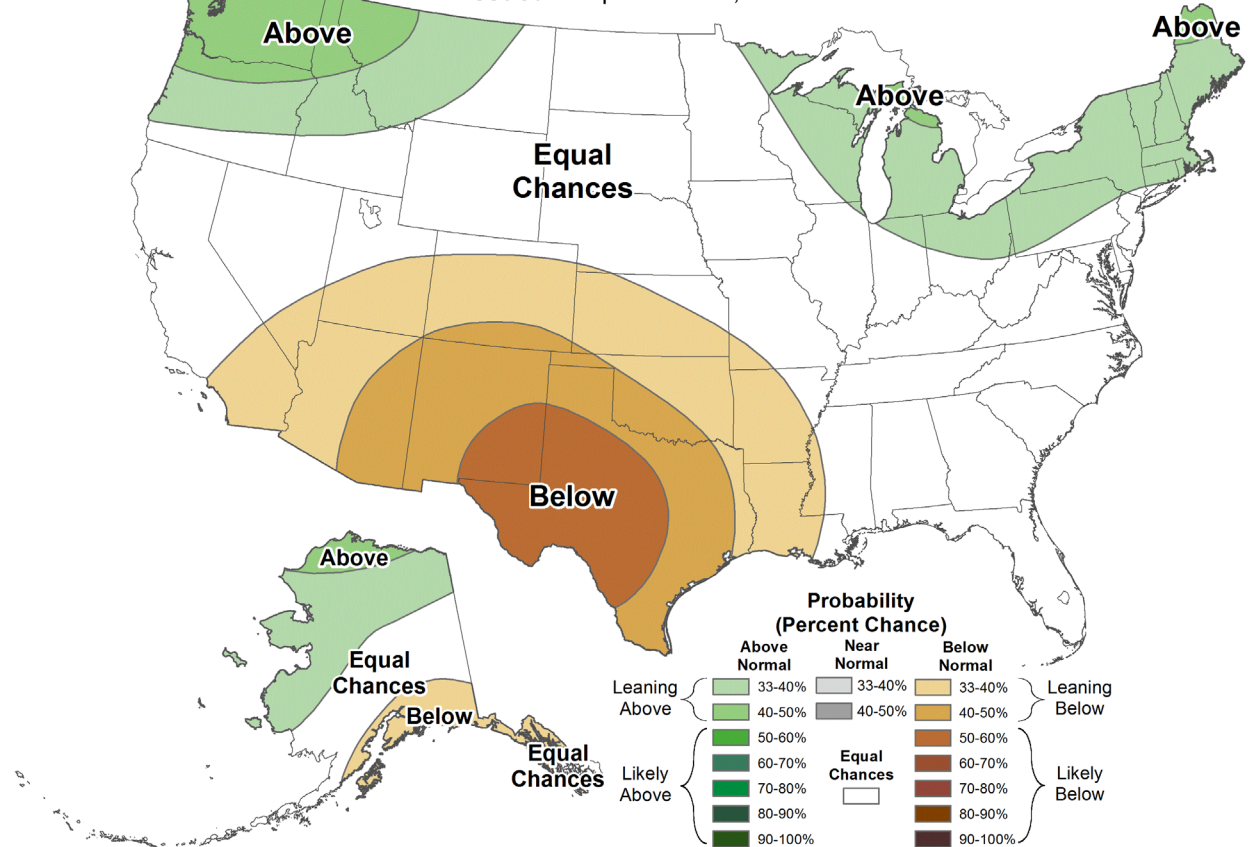 Above
Above
Above
Equal
Chances
Below
Above
Equal
Chances
Below
Equal
Chances
Probability
(Percent Chance)
Above
Normal
Near
Normal
Below
Normal
Leaning
Above
33-40%
33-40%
33-40%
Leaning
Below
40-50%
40-50%
40-50%
Likely
Above
50-60%
50-60%
60-70%
Equal
Chances
60-70%
Likely
Below
70-80%
70-80%
80-90%
80-90%
90-100%
90-100%